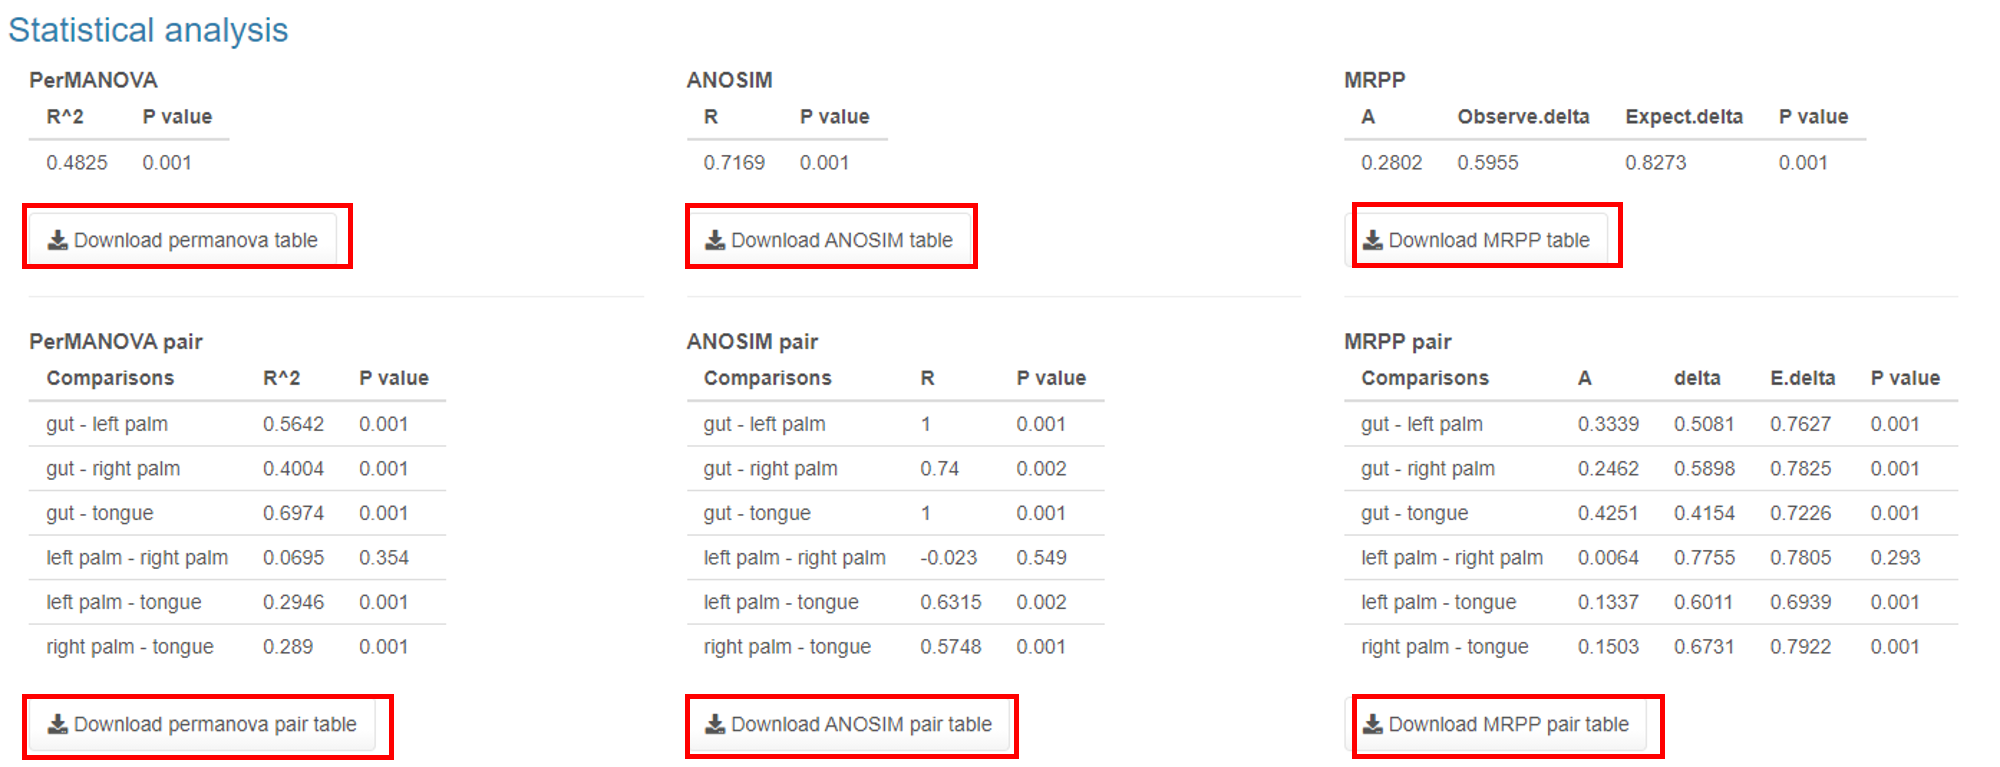 Statistical analysis
PerMANOVA
R^2 P value
0.4825 0.001
Download permanova table
ANOSIM
R P value
0.7169 0.001
Download ANOSIM table
MRPP
A Observe.delta Expect.delta P value
0.2802 0.5955 0.8273 0.001
Download MRPP table
PerMANOVA pair
Comparisons R^2 P value
gut - left palm 0.5642 0.001
gut - right palm 0.4004 0.001
gut - tongue 0.6974 0.001
left palm - right palm 0.0695 0.354
left palm - tongue 0.2946 0.001
right palm - tongue 0.289 0.001
Download permanova pair table
ANOSIM pair
Comparisons R P value
gut - left palm 1 0.001
gut - right palm 0.74 0.002
gut - tongue 1 0.001
left palm - right palm -0.023 0.549
left palm - tongue 0.6315 0.002
right palm - tongue 0.5748 0.001
Download ANOSIM pair table
MRPP pair
Comparisons A delta E.delta P value
gut - left palm 0.3339 0.5081 0.7627 0.001
gut - right palm 0.2462 0.5898 0.7825 0.001
gut - tongue 0.4251 0.4154 0.7226 0.001
left palm - right palm 0.0064 0.7755 0.7805 0.293
left palm - tongue 0.1337 0.6011 0.6939 0.001
right palm - tongue 0.1503 0.6731 0.7922 0.001
Download MRPP pair table